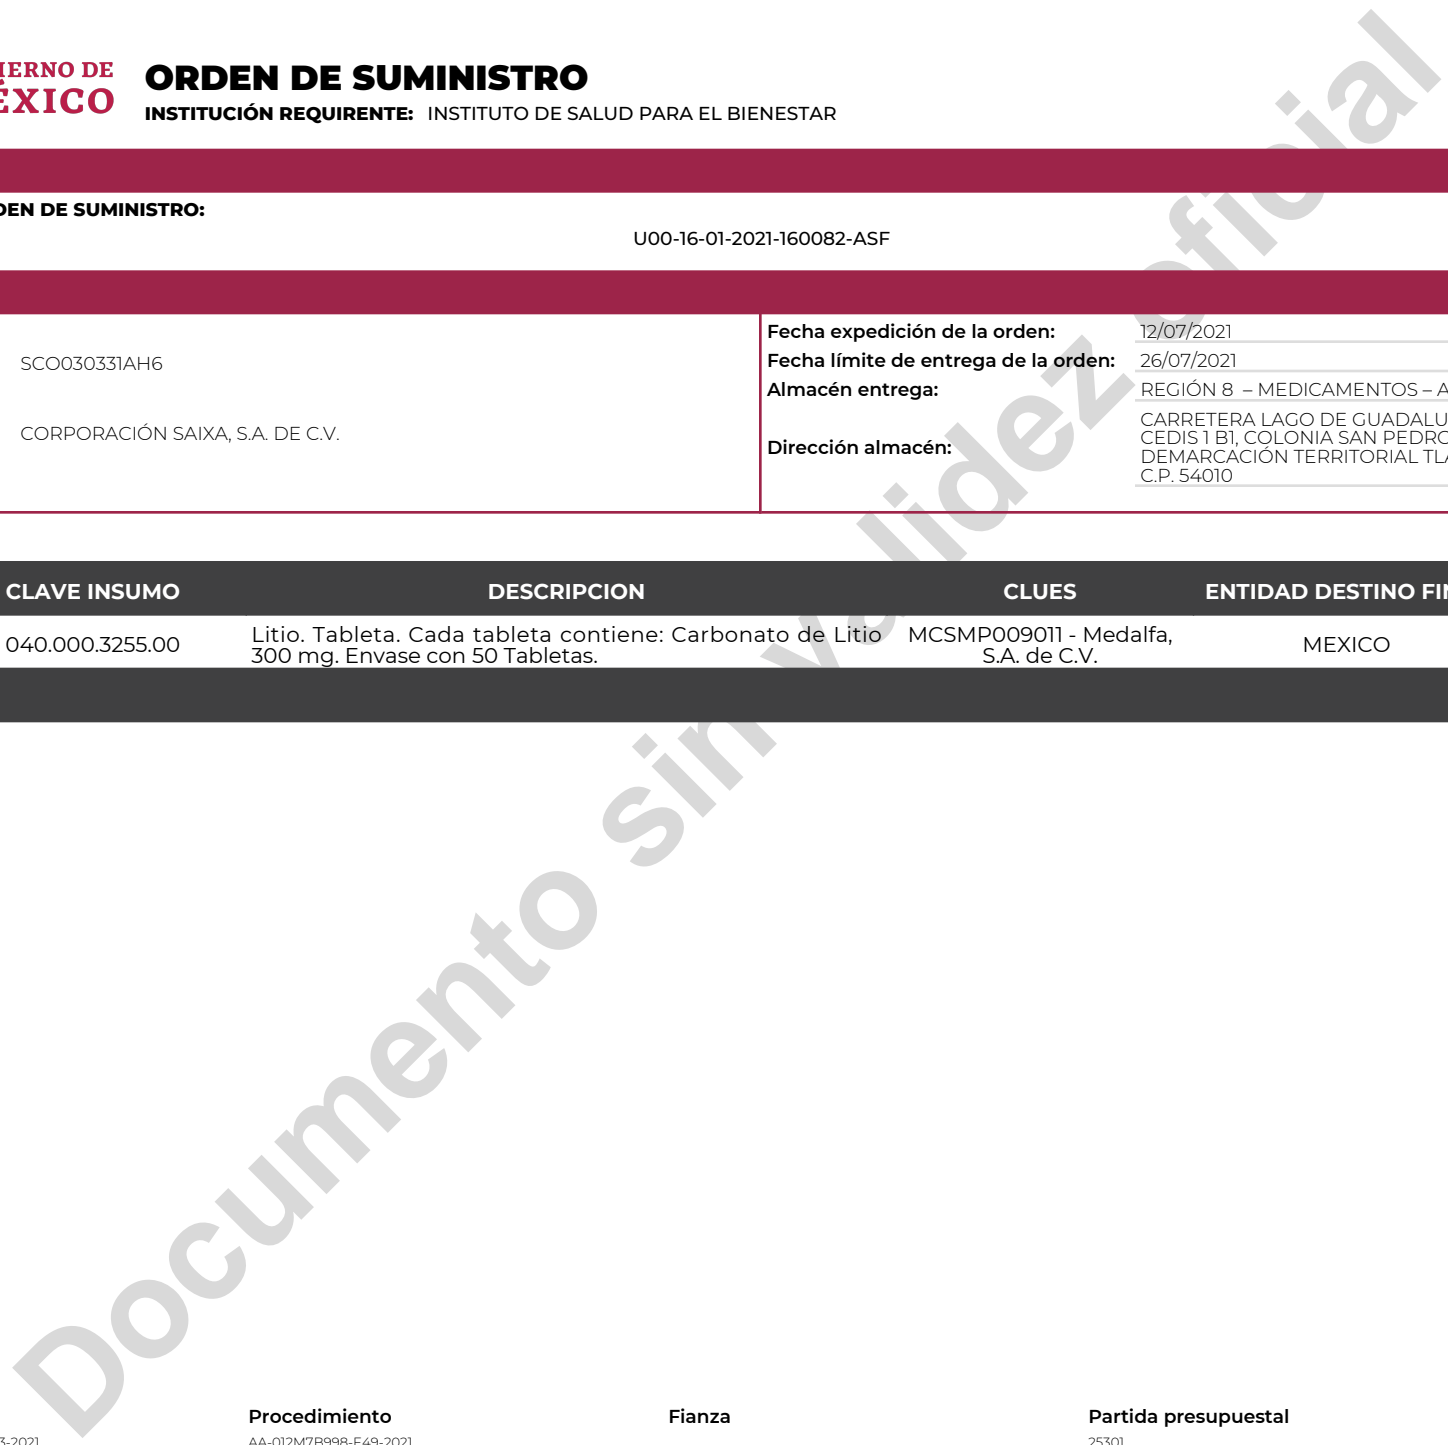 IERNO DE
ÉXICO
ORDEN DE SUMINISTRO
INSTITUCIÓN REQUIRENTE: INSTITUTO DE SALUD PARA EL BIENESTAR
DEN DE SUMINISTRO:
U00-16-01-2021-160082-ASF
SCO030331AH6
CORPORACIÓN SAIXA, S.A. DE C.V.
Fecha expedición de la orden: 12/07/2021
Fecha límite de entrega de la orden: 26/07/2021
Almacén entrega: REGIÓN 8 – MEDICAMENTOS – A
Dirección almacén:
CARRETERA LAGO DE GUADALU
CEDIS 1 B1, COLONIA SAN PEDRO
DEMARCACIÓN TERRITORIAL TLA
C.P. 54010
CLAVE INSUMO DESCRIPCION CLUES ENTIDAD DESTINO FIN
040.000.3255.00
Litio. Tableta. Cada tableta contiene: Carbonato de Litio
300 mg. Envase con 50 Tabletas.
MCSMP009011 - Medalfa,
S.A. de C.V.
MEXICO
Documento sin validez oficial
Procedimiento Fianza Partida presupuestal
3-2021 AA-012M7B998-E49-2021 25301